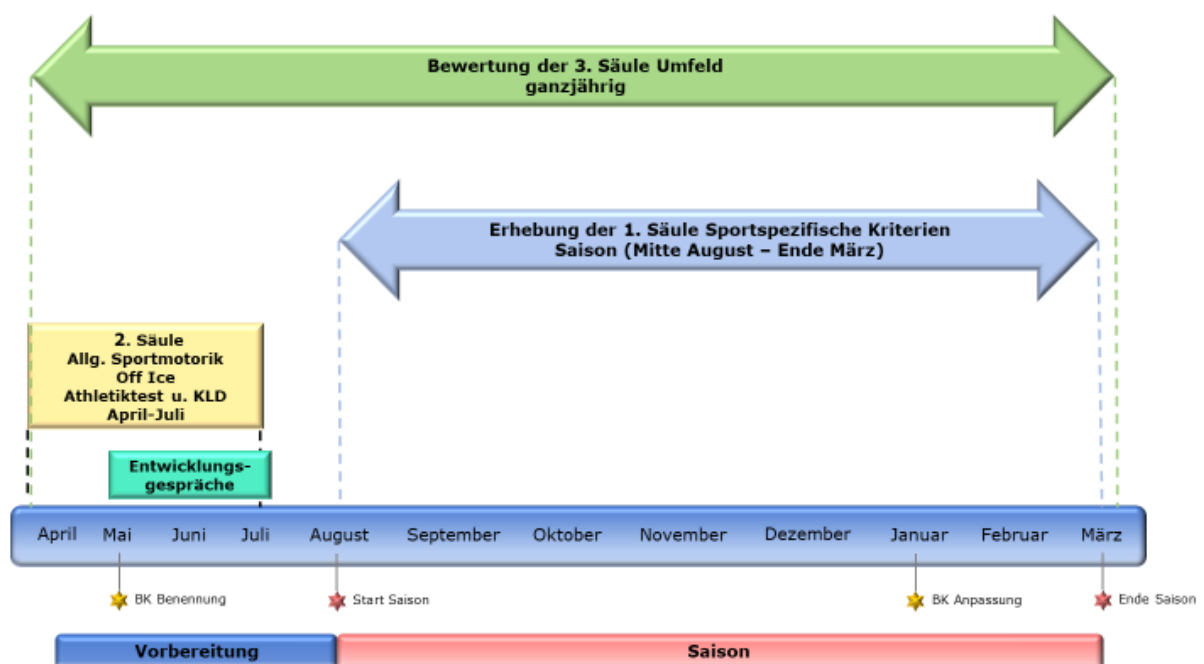 Bewertung der 3. Säule Umfeld
ganzjährig
Erhebung der 1. Säule Sportspezifische Kriterien
Saison (Mitte August – Ende März)
2. Säule
Allg. Sportmotorik
Off Ice
Athletiktest u. KLD
April-Juli
Entwicklungs-
gespräche
April Mai Juni Juli August September Oktober November Dezember Januar Februar März
BK Benennung Start Saison BK Anpassung Ende Saison
Vorbereitung Saison